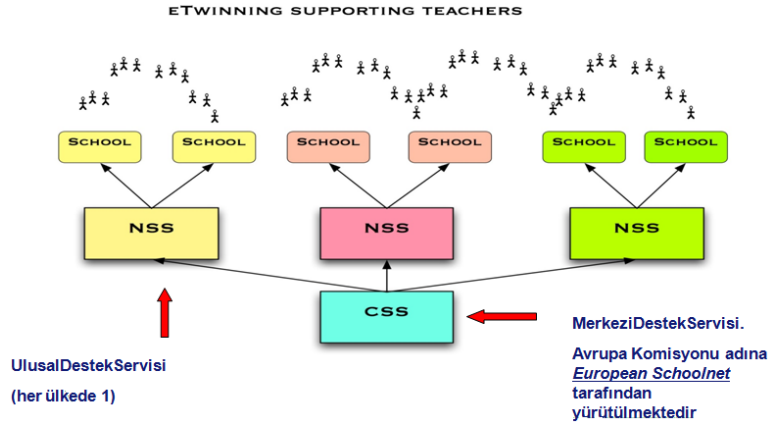 eTwinning supporting teachers
School School School School School School
NSS NSS NSS
CSS
UlusalDestekServisi
(her ülkede 1)
MerkeziDestekServisi.
Avrupa Komisyonu adına
European Schoolnet
tarafından
yürütülmektedir